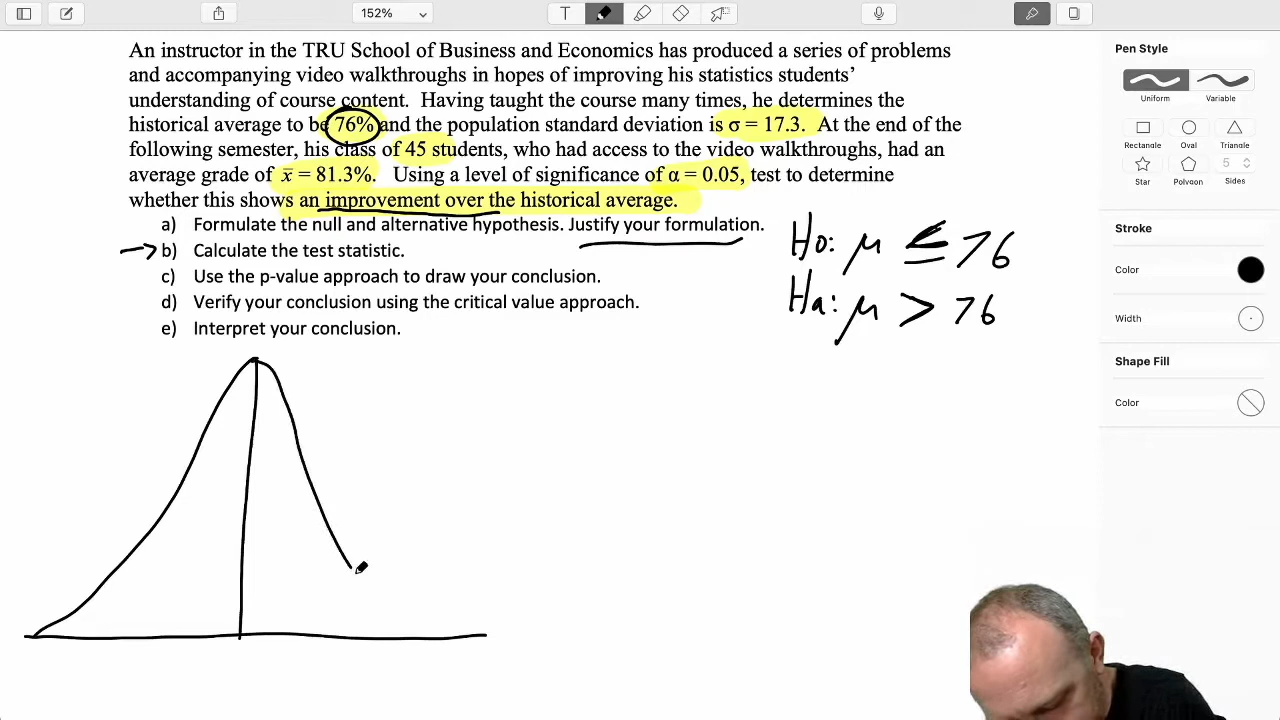 152%
T
An instructor in the TRU School of Business and Economics has produced a series of problems
and accompanying video walkthroughs in hopes of improving his statistics students’
understanding of course content. Having taught the course many times, he determines the
historical average to be 76% and the population standard deviation is σ = 17.3. At the end of the
following semester, his class of 45 students, who had access to the video walkthroughs, had an
average grade of x̅ = 81.3%. Using a level of significance of α = 0.05, test to determine
whether this shows an improvement over the historical average.
a) Formulate the null and alternative hypothesis. Justify your formulation.
b) Calculate the test statistic.
c) Use the p-value approach to draw your conclusion.
d) Verify your conclusion using the critical value approach.
e) Interpret your conclusion.
Ho: μ ≤ 76
Ha: μ > 76
Pen Style
Uniform Variable
Rectangle Oval Triangle
Star Polygon 5 Sides
Stroke
Color
Width
Shape Fill
Color